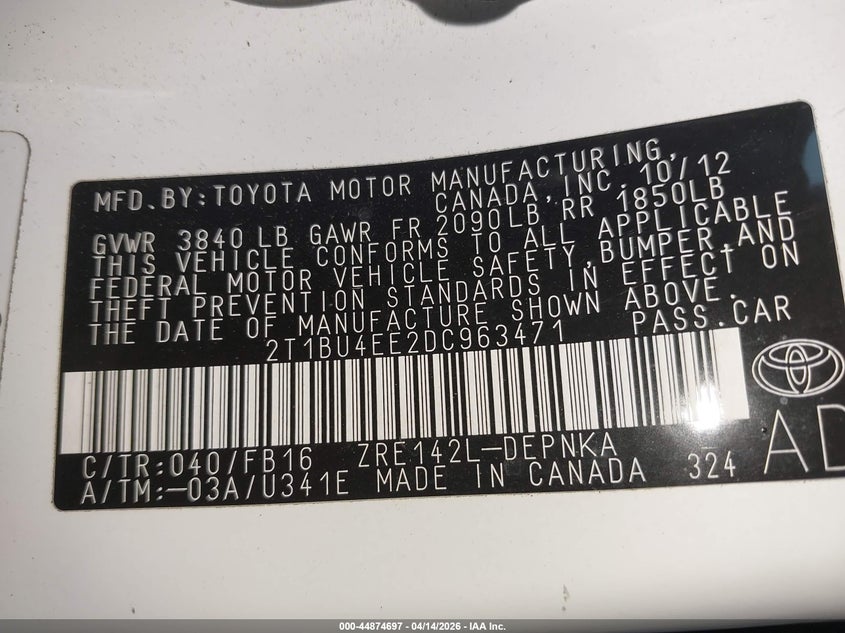 MFD.BY:TOYOTA MOTOR MANUFACTURING,
CANADA,INC. 10/12
GVWR 3840 LB GAWR FR 2090LB RR 1850LB
THIS VEHICLE CONFORMS TO ALL APPLICABLE
FEDERAL MOTOR VEHICLE SAFETY,BUMPER,AND
THEFT PREVENTION STANDARDS IN EFFECT ON
THE DATE OF MANUFACTURE SHOWN ABOVE.
2T1BU4EE2DC963471 PASS.CAR
C/TR:040/FB16 ZRE142L-DEPNKA
A/TM:-03A/U341E MADE IN CANADA 324
AD
000-44874697 - 04/14/2026 - IAA Inc.